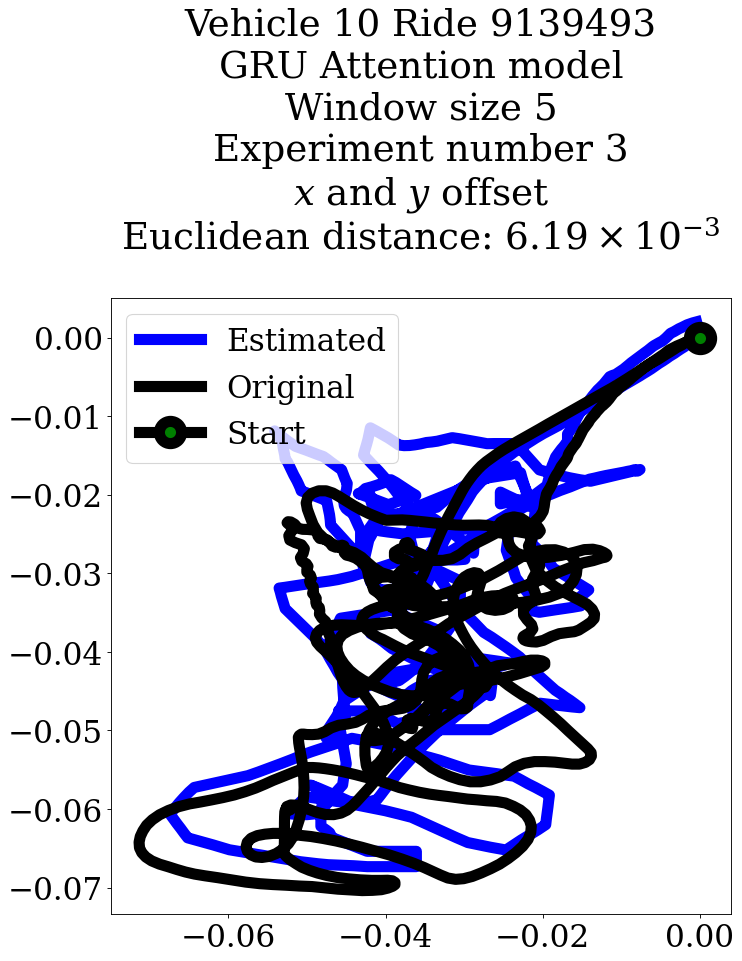 Vehicle 10 Ride 9139493
GRU Attention model
Window size 5
Experiment number 3
x and y offset
Euclidean distance: 6.19 × 10⁻³
Estimated
Original
Start
0.00
−0.01
−0.02
−0.03
−0.04
−0.05
−0.06
−0.07
−0.06
−0.04
−0.02
0.00